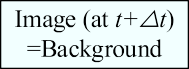 Image (at t+Δt)
=Background